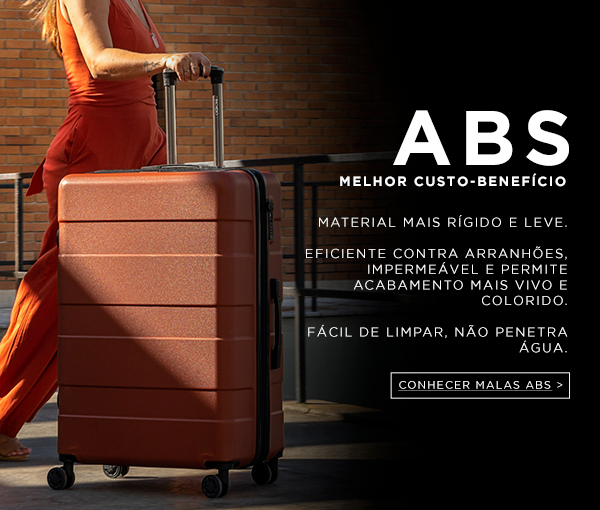 ABS
MELHOR CUSTO-BENEFÍCIO
MATERIAL MAIS RÍGIDO E LEVE.
EFICIENTE CONTRA ARRANHÕES,
IMPERMEÁVEL E PERMITE
ACABAMENTO MAIS VIVO E
COLORIDO.
FÁCIL DE LIMPAR, NÃO PENETRA
ÁGUA.
CONHECER MALAS ABS >